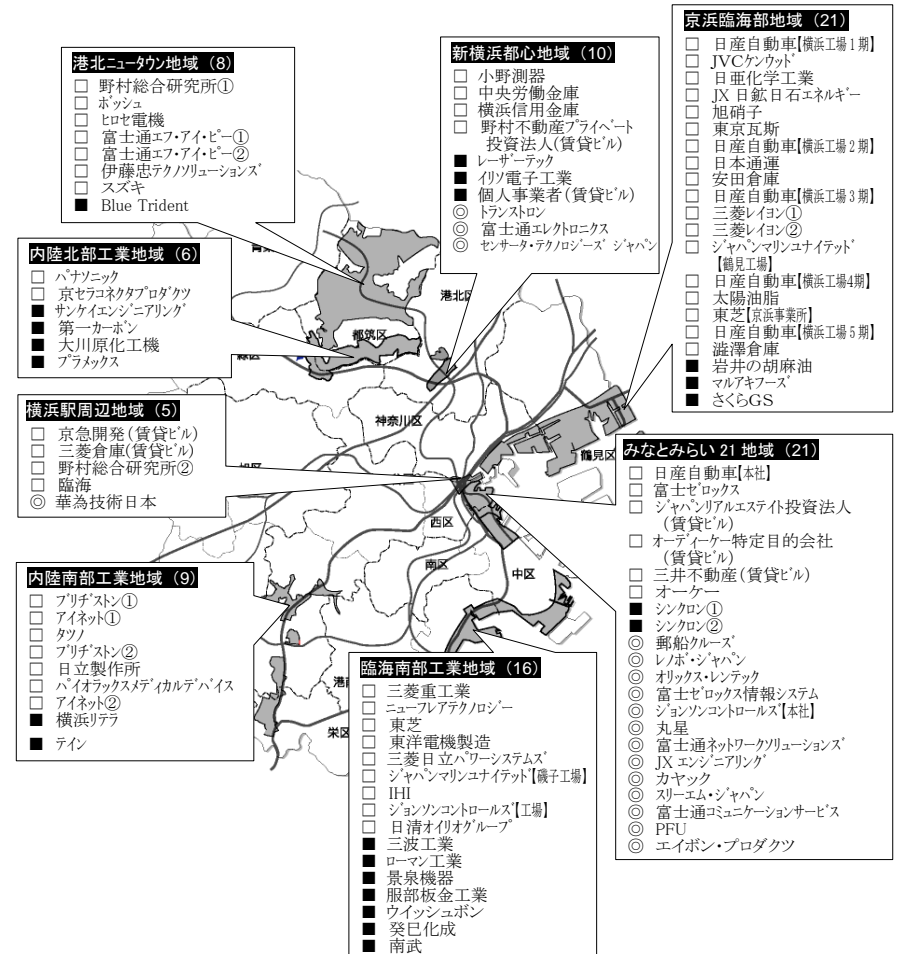 港北ニュータウン地域（8）
□ 野村総合研究所①
□ ボッシュ
□ ヒロセ電機
□ 富士通エフ・アイ・ピー①
□ 富士通エフ・アイ・ピー②
□ 伊藤忠テクノソリューションズ
□ スズキ
■ Blue Trident
内陸北部工業地域（6）
□ パナソニック
□ 京セラコネクタプロダクツ
■ サンケイエンジニアリング
■ 第一カーボン
■ 大川原化工機
■ プラメックス
横浜駅周辺地域（5）
□ 京急開発(賃貸ビル)
□ 三菱倉庫(賃貸ビル)
□ 野村総合研究所②
□ 臨海
◎ 華為技術日本
内陸南部工業地域（9）
□ ブリヂストン①
□ アイネット①
□ タツノ
□ ブリヂストン②
□ 日立製作所
□ パイオラックスメディカルデバイス
□ アイネット②
■ 横浜リテラ
■ テイン
新横浜都心地域（10）
□ 小野測器
□ 中央労働金庫
□ 横浜信用金庫
□ 野村不動産プライベート
投資法人(賃貸ビル)
■ レーザーテック
■ イリソ電子工業
■ 個人事業者(賃貸ビル)
◎ トランストロン
◎ 富士通エレクトロニクス
◎ センサータ・テクノロジーズ ジャパン
京浜臨海部地域（21）
□ 日産自動車【横浜工場1期】
□ JVCケンウッド
□ 日亜化学工業
□ JX 日鉱日石エネルギー
□ 旭硝子
□ 東京瓦斯
□ 日産自動車【横浜工場2期】
□ 日本通運
□ 安田倉庫
□ 日産自動車【横浜工場3期】
□ 三菱レイヨン①
□ 三菱レイヨン②
□ ジャパンマリンユナイテッド
【鶴見工場】
□ 日産自動車【横浜工場4期】
□ 太陽油脂
□ 東芝【京浜事業所】
□ 日産自動車【横浜工場5期】
□ 澁澤倉庫
■ 岩井の胡麻油
■ マルアキフーズ
■ さくらGS
みなとみらい 21 地域（21）
□ 日産自動車【本社】
□ 富士ゼロックス
□ ジャパンリアルエステイト投資法人
(賃貸ビル)
□ オーディーケー特定目的会社
(賃貸ビル)
□ 三井不動産(賃貸ビル)
□ オーケー
■ シンクロン①
■ シンクロン②
◎ 郵船クルーズ
◎ レノボ・ジャパン
◎ オリックス・レンテック
◎ 富士ゼロックス情報システム
◎ ジョンソンコントロールズ【本社】
◎ 丸星
◎ 富士通ネットワークソリューションズ
◎ JX エンジニアリング
◎ カヤック
◎ スリーエム・ジャパン
◎ 富士通コミュニケーションサービス
◎ PFU
◎ エイボン・プロダクツ
臨海南部工業地域（16）
□ 三菱重工業
□ ニューフレアテクノロジー
□ 東芝
□ 東洋電機製造
□ 三菱日立パワーシステムズ
□ ジャパンマリンユナイテッド【磯子工場】
□ IHI
□ ジョンソンコントロールズ【工場】
□ 日清オイリオグループ
■ 三波工業
■ ローマン工業
■ 景泉機器
■ 服部板金工業
■ ウイッシュボン
■ 癸巳化成
■ 南武
港北区
都筑区
神奈川区
鶴見区
西区
南区
中区
栄区